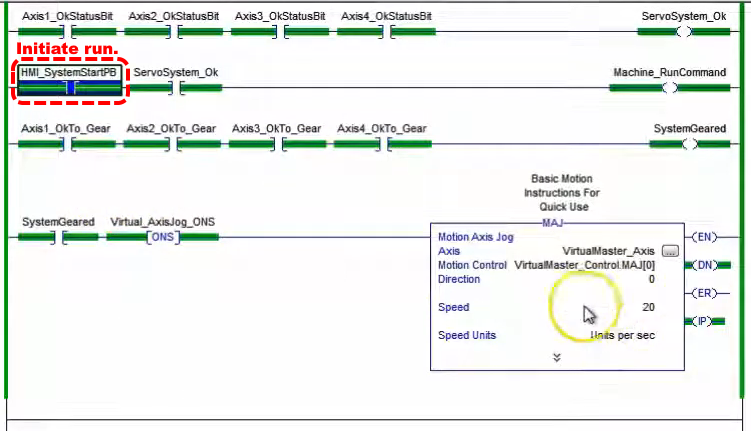 Axis1_OkStatusBit Axis2_OkStatusBit Axis3_OkStatusBit Axis4_OkStatusBit ServoSystem_Ok
Initiate run.
HMI_SystemStartPB ServoSystem_Ok Machine_RunCommand
Axis1_OkTo_Gear Axis2_OkTo_Gear Axis3_OkTo_Gear Axis4_OkTo_Gear SystemGeared
Basic Motion
Instructions For
Quick Use
SystemGeared Virtual_AxisJog_ONS MAJ
ONS Motion Axis Jog EN
Axis VirtualMaster_Axis ...
Motion Control VirtualMaster_Control.MAJ[0] DN
Direction 0
ER
Speed 20
IP
Speed Units Units per sec